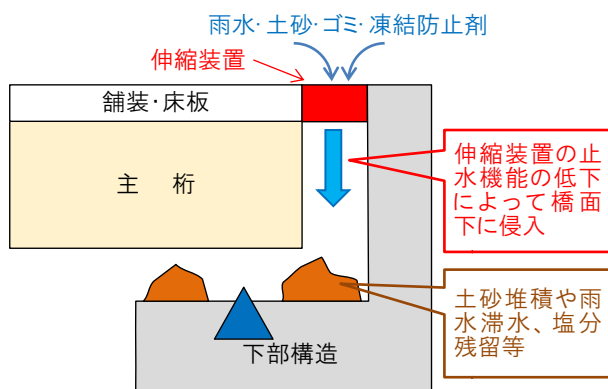 雨水・土砂・ゴミ・凍結防止剤
伸縮装置
舗装・床板
主　桁
伸縮装置の止
水機能の低下
によって橋面
下に侵入
土砂堆積や雨
水滞水、塩分
残留等
下部構造